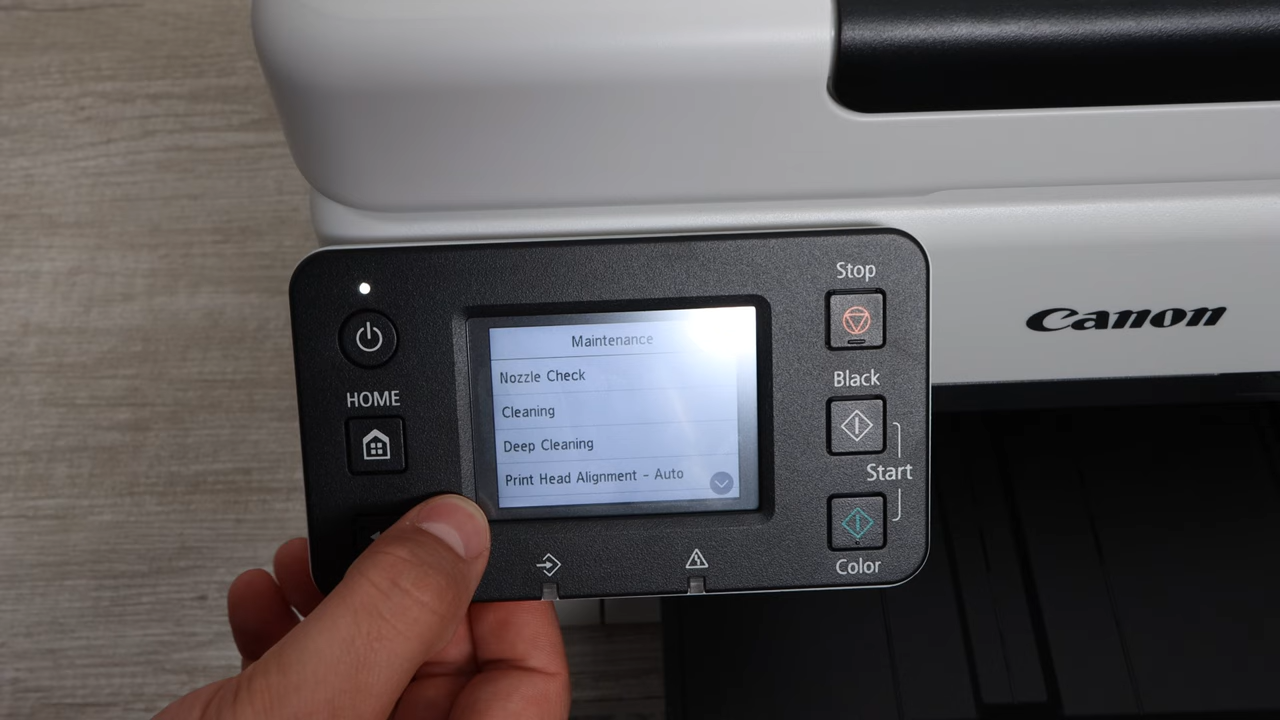 Stop
Canon
Maintenance
Nozzle Check
Black
HOME
Cleaning
Deep Cleaning
Print Head Alignment - Auto
Start
Color